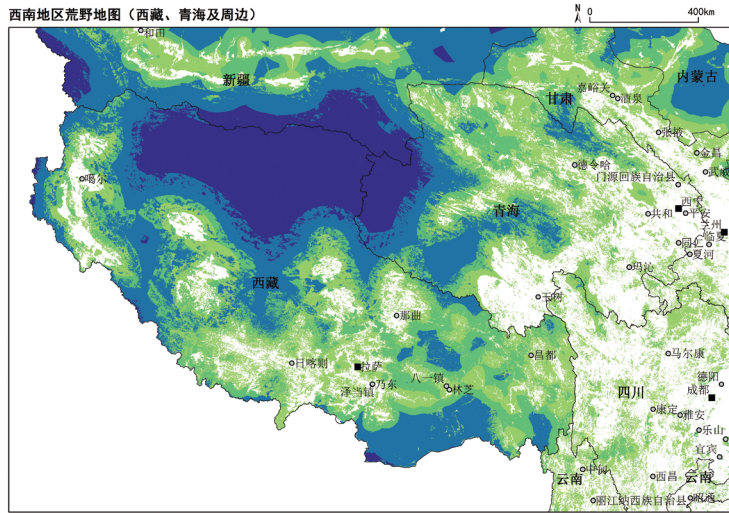 西南地区荒野地图（西藏、青海及周边）
N
0 400km
和田
新疆
内蒙古
嘉峪关
酒泉
甘肃
张掖
金昌
武威
德令哈
门源回族自治县
噶尔
西宁
青海
共和
平安
兰州
临夏
同仁
夏河
玛沁
西藏
玉树
那曲
昌都
马尔康
日喀则
拉萨
乃东
泽当镇
八一镇
林芝
德阳
成都
四川
康定
雅安
乐山
宜宾
中甸
西昌
云南
云南
丽江纳西族自治县
昭通